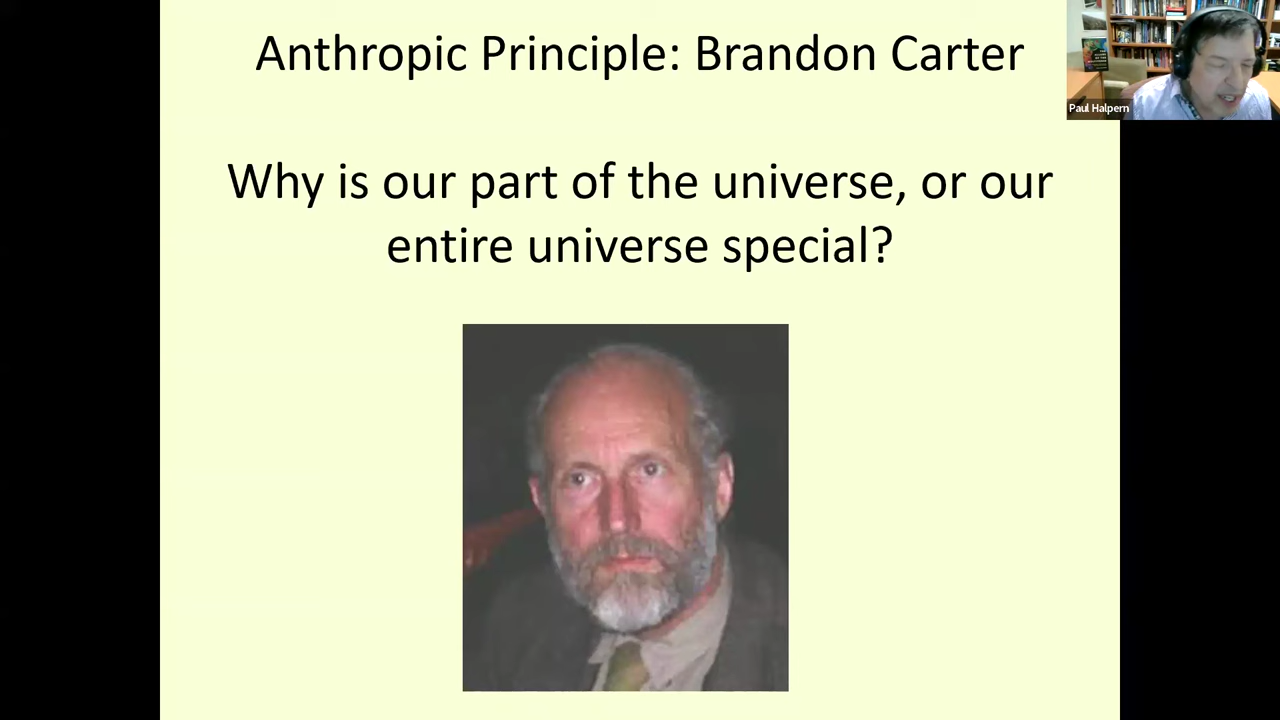 Anthropic Principle: Brandon Carter
Why is our part of the universe, or our
entire universe special?
Paul Halpern